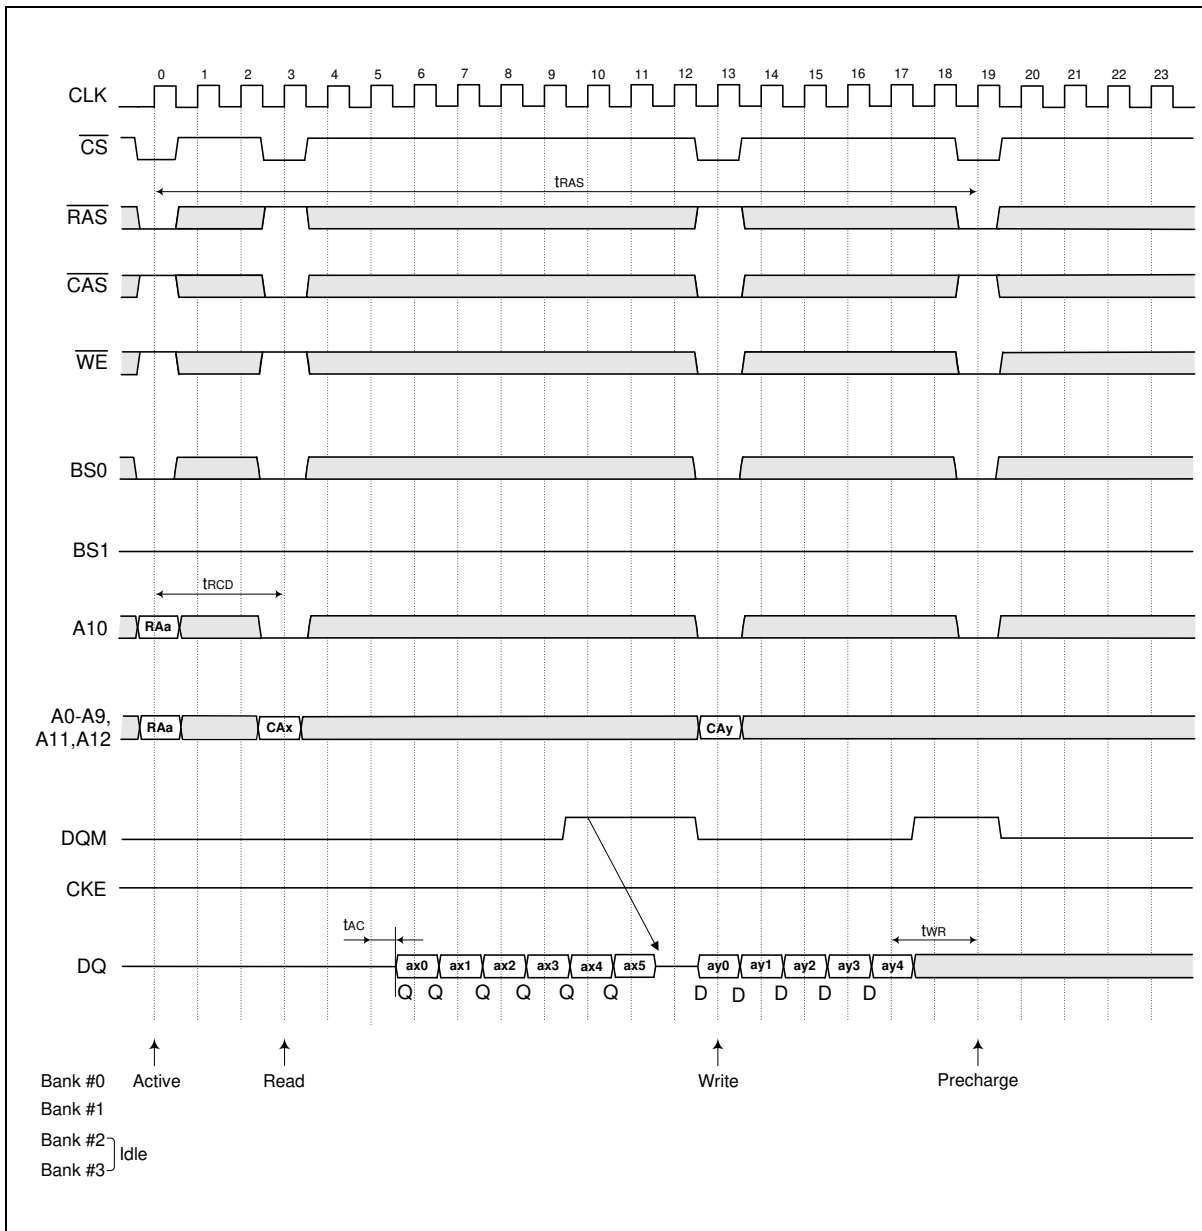 0 1 2 3 4 5 6 7 8 9 10 11 12 13 14 15 16 17 18 19 20 21 22 23
CLK
CS
tRAS
RAS
CAS
WE
BS0
BS1
tRCD
A10 RAa
A0-A9,
A11,A12
RAa CAx CAy
DQM
CKE
tAC tWR
DQ ax0 ax1 ax2 ax3 ax4 ax5 ay0 ay1 ay2 ay3 ay4
Q Q Q Q Q Q D D D D D
Bank #0 Active Read Write Precharge
Bank #1
Bank #2
Idle
Bank #3